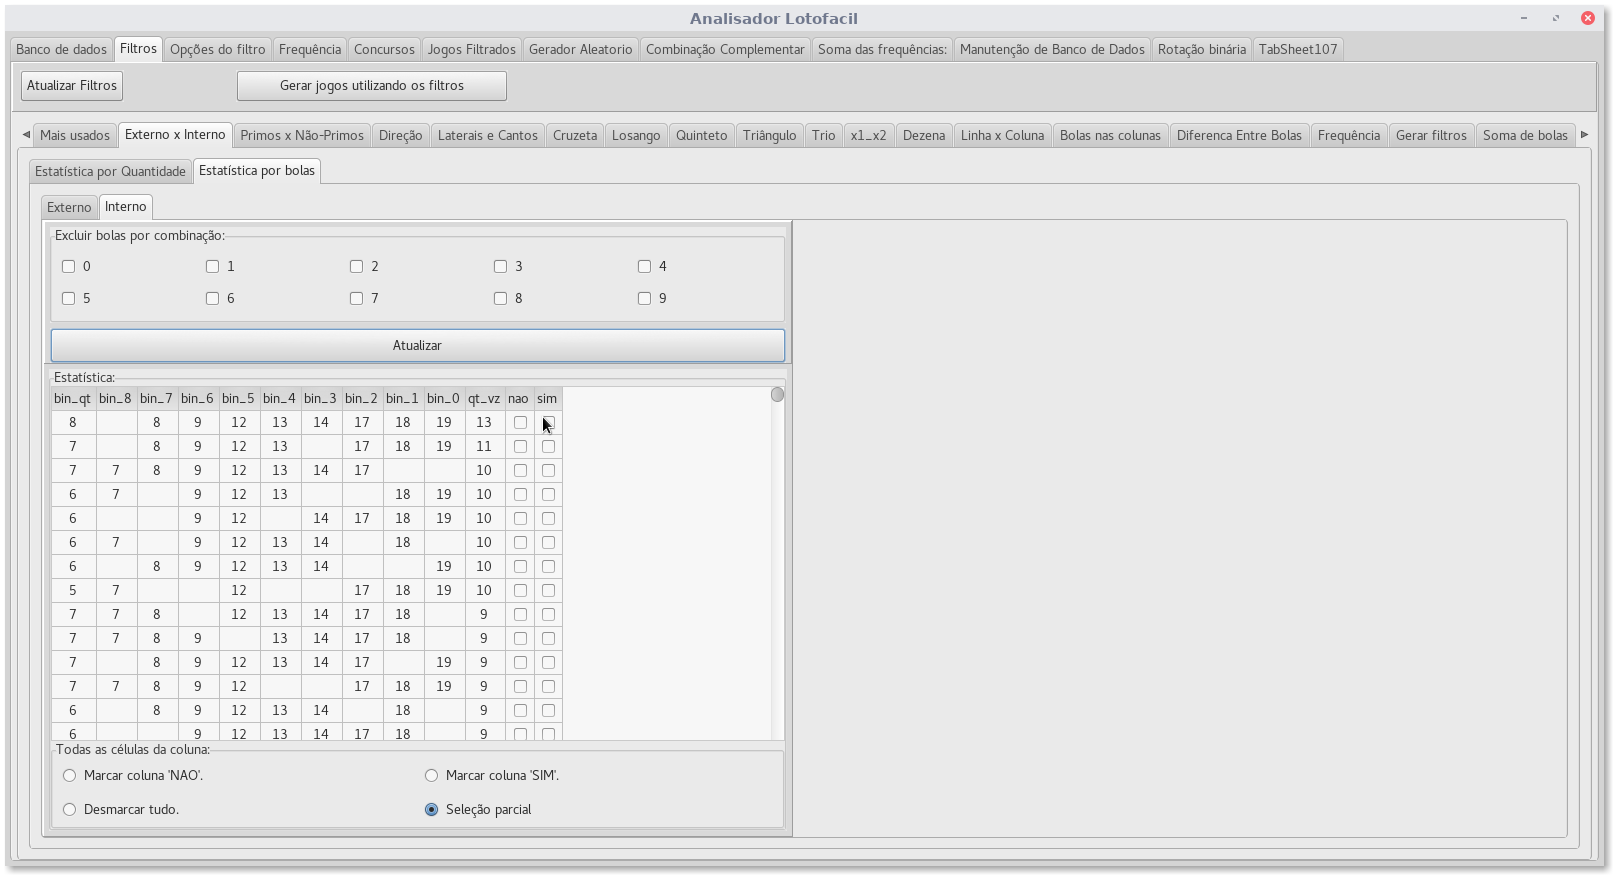 Analisador Lotofacil
Banco de dados Filtros Opções do filtro Frequência Concursos Jogos Filtrados Gerador Aleatorio Combinação Complementar Soma das frequências: Manutenção de Banco de Dados Rotação binária TabSheet107
Atualizar Filtros Gerar jogos utilizando os filtros
Mais usados Externo x Interno Primos x Não-Primos Direção Laterais e Cantos Cruzeta Losango Quinteto Triângulo Trio x1_x2 Dezena Linha x Coluna Bolas nas colunas Diferenca Entre Bolas Frequência Gerar filtros Soma de bolas
Estatística por Quantidade Estatística por bolas
Externo Interno
Excluir bolas por combinação:
0 1 2 3 4
5 6 7 8 9
Atualizar
Estatística:
bin_qt bin_8 bin_7 bin_6 bin_5 bin_4 bin_3 bin_2 bin_1 bin_0 qt_vz nao sim
8 8 9 12 13 14 17 18 19 13
7 8 9 12 13 17 18 19 11
7 7 8 9 12 13 14 17 10
6 7 9 12 13 18 19 10
6 9 12 14 17 18 19 10
6 7 9 12 13 14 18 10
6 8 9 12 13 14 19 10
5 7 12 17 18 19 10
7 7 8 12 13 14 17 18 9
7 7 8 9 13 14 17 18 9
7 8 9 12 13 14 17 19 9
7 7 8 9 12 17 18 19 9
6 8 9 12 13 14 18 9
6 9 12 13 14 17 18 9
Todas as células da coluna:
Marcar coluna 'NAO'. Marcar coluna 'SIM'.
Desmarcar tudo. Seleção parcial